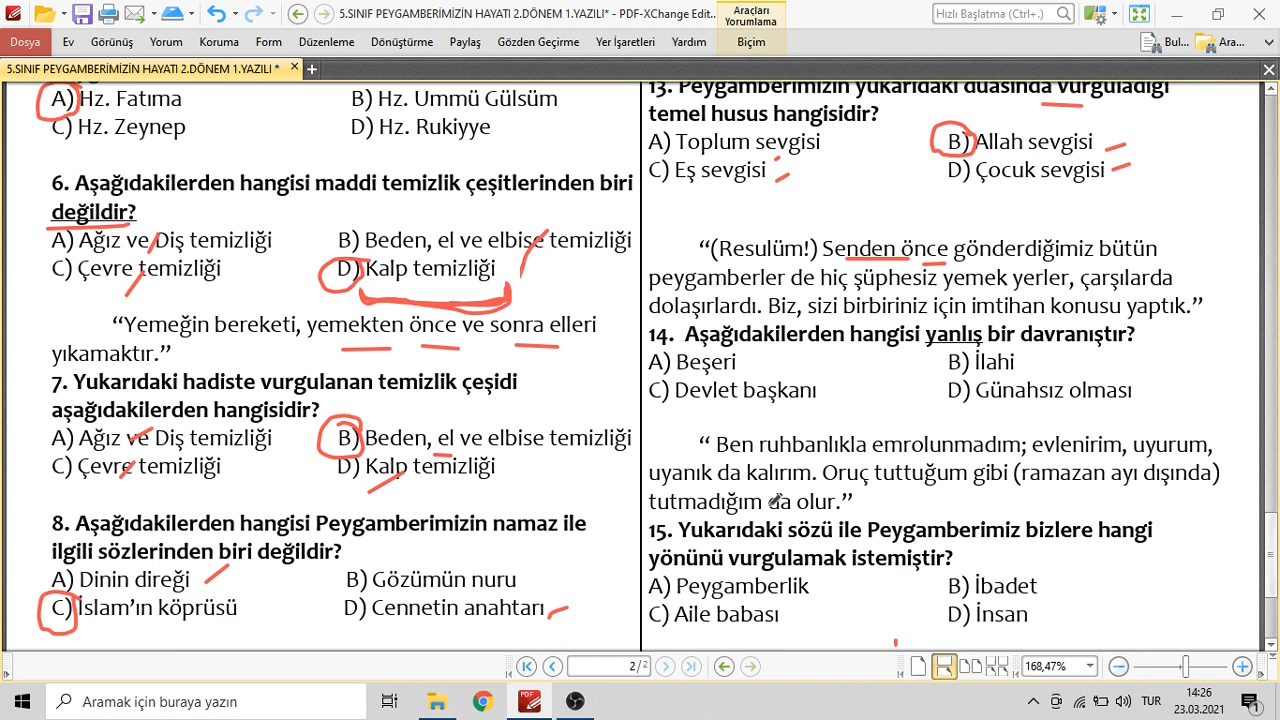 5.SINIF PEYGAMBERİMİZİN HAYATI 2.DÖNEM 1.YAZILI* - PDF-XChange Edit...
Araçları
Yorumlama
Hızlı Başlatma (Ctrl+.)
Dosya
Ev
Görünüş
Yorum
Koruma
Form
Düzenleme
Dönüştürme
Paylaş
Gözden Geçirme
Yer İşaretleri
Yardım
Biçim
Bul...
Ara...
5.SINIF PEYGAMBERİMİZİN HAYATI 2.DÖNEM 1.YAZILI *
A) Hz. Fatıma B) Hz. Ummü Gülsüm
C) Hz. Zeynep D) Hz. Rukiyye
6. Aşağıdakilerden hangisi maddi temizlik çeşitlerinden biri
değildir?
A) Ağız ve Diş temizliği B) Beden, el ve elbise temizliği
C) Çevre temizliği D) Kalp temizliği
“Yemeğin bereketi, yemekten önce ve sonra elleri
yıkamaktır.”
7. Yukarıdaki hadiste vurgulanan temizlik çeşidi
aşağıdakilerden hangisidir?
A) Ağız ve Diş temizliği B) Beden, el ve elbise temizliği
C) Çevre temizliği D) Kalp temizliği
8. Aşağıdakilerden hangisi Peygamberimizin namaz ile
ilgili sözlerinden biri değildir?
A) Dinin direği B) Gözümün nuru
C) İslam’ın köprüsü D) Cennetin anahtarı
13. Peygamberimizin yukarıdaki duasında vurguladığı
temel husus hangisidir?
A) Toplum sevgisi B) Allah sevgisi
C) Eş sevgisi D) Çocuk sevgisi
“(Resulüm!) Senden önce gönderdiğimiz bütün
peygamberler de hiç şüphesiz yemek yerler, çarşılarda
dolaşırlardı. Biz, sizi birbiriniz için imtihan konusu yaptık.”
14. Aşağıdakilerden hangisi yanlış bir davranıştır?
A) Beşeri B) İlahi
C) Devlet başkanı D) Günahsız olması
“ Ben ruhbanlıkla emrolunmadım; evlenirim, uyurum,
uyanık da kalırım. Oruç tuttuğum gibi (ramazan ayı dışında)
tutmadığım da olur.”
15. Yukarıdaki sözü ile Peygamberimiz bizlere hangi
yönünü vurgulamak istemiştir?
A) Peygamberlik B) İbadet
C) Aile babası D) İnsan
2/2
168,47%
Aramak için buraya yazın
PDF
TUR
14:26
23.03.2021
1